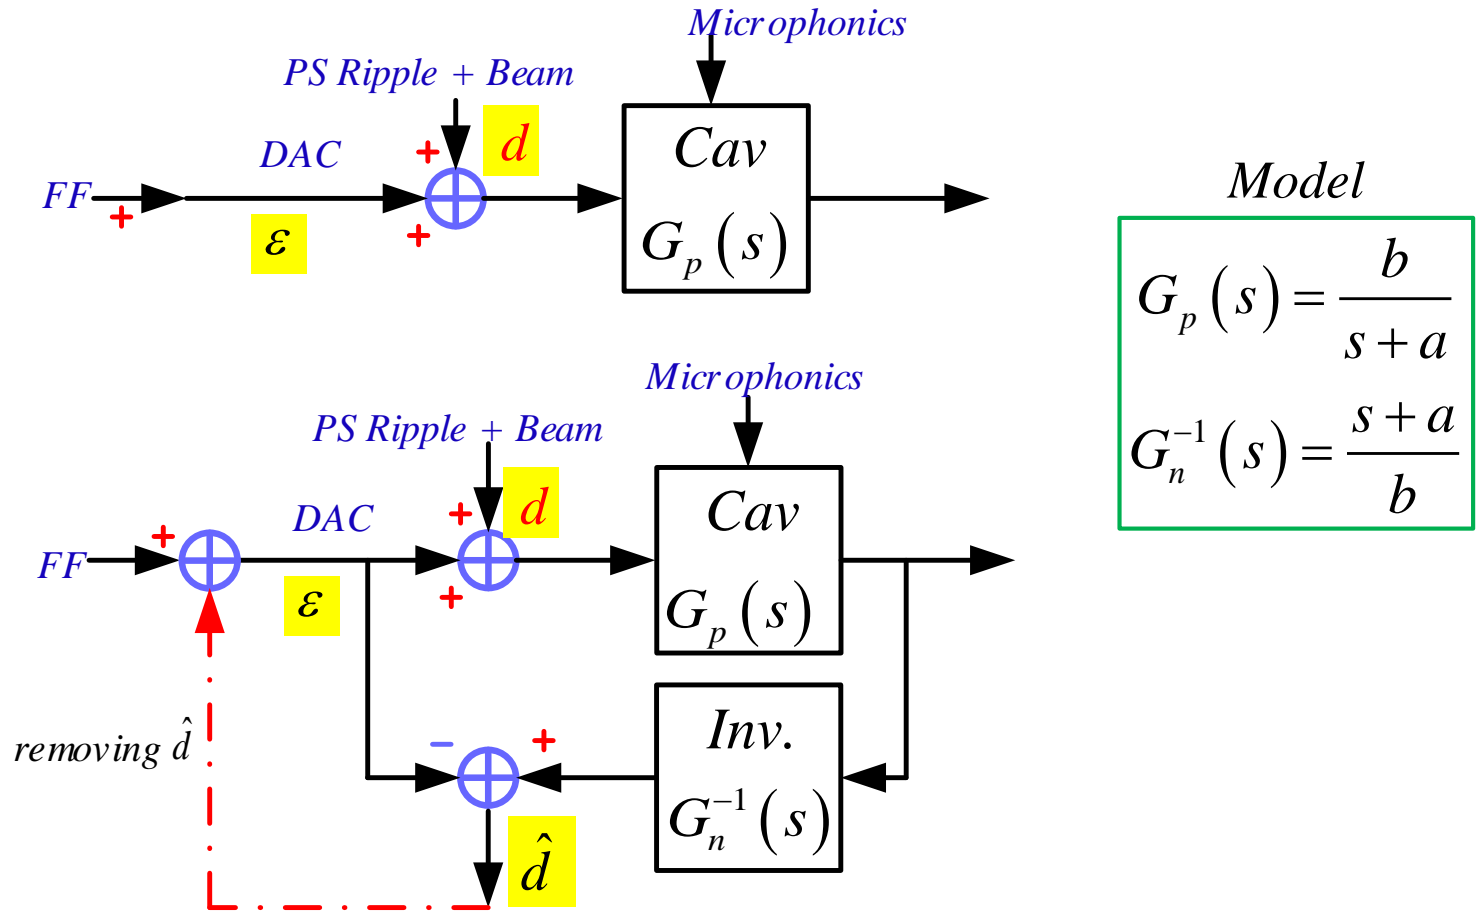 Microphonics
PS Ripple + Beam
d
Cav
DAC
+
FF
+
ε
+
G_p(s)
Model
G_p(s) = b / (s + a)
G_n^{-1}(s) = (s + a) / b
Microphonics
PS Ripple + Beam
d
Cav
DAC
+
+
FF
ε
+
G_p(s)
removing d̂
−
+
Inv.
G_n^{-1}(s)
d̂